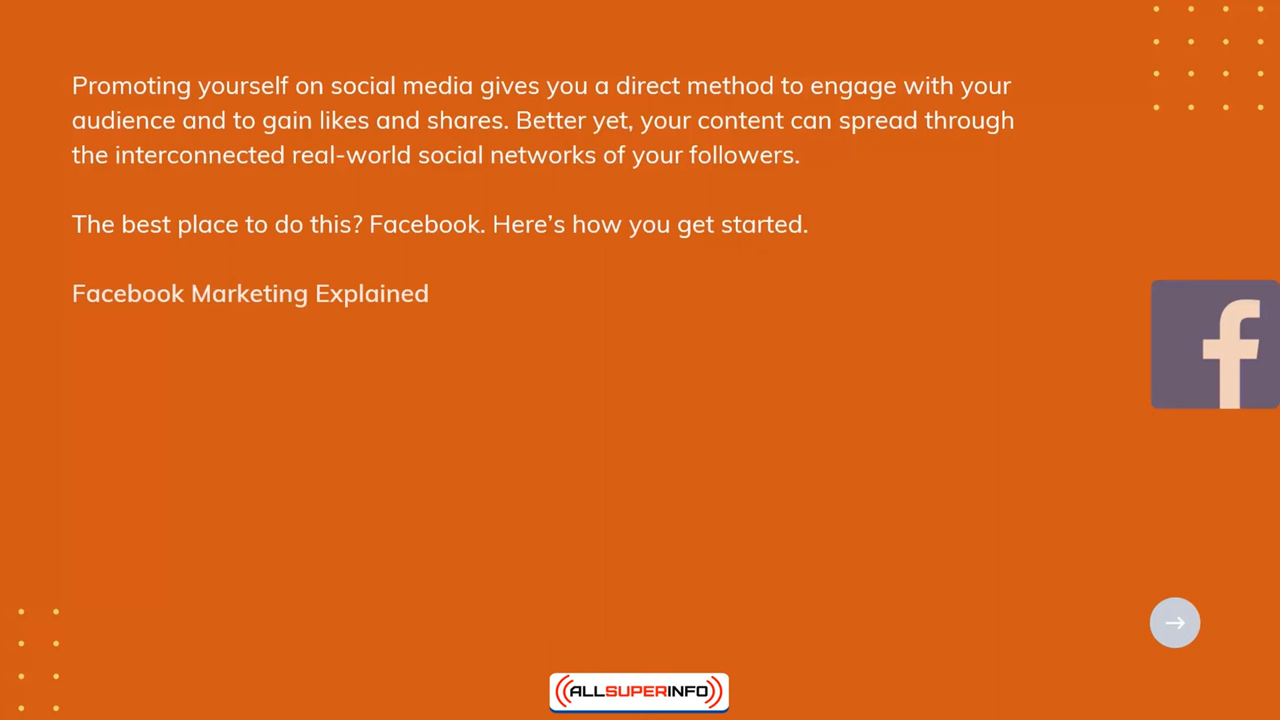 Promoting yourself on social media gives you a direct method to engage with your
audience and to gain likes and shares. Better yet, your content can spread through
the interconnected real-world social networks of your followers.
The best place to do this? Facebook. Here’s how you get started.
Facebook Marketing Explained
f
ALLSUPERINFO